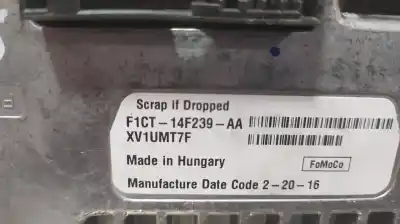 Scrap if Dropped
F1CT-14F239-AA
XV1UMT7F
Made in Hungary
FoMoCo
Manufacture Date Code 2-20-16